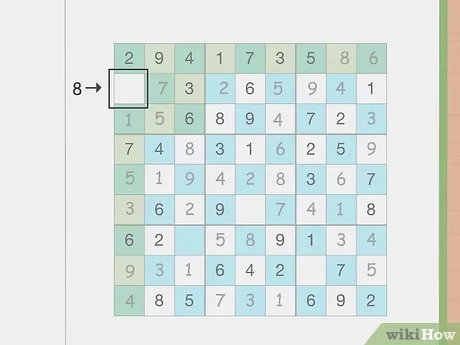 2 9 4 1 7 3 5 8 6
8→ 7 3 2 6 5 9 4 1
1 5 6 8 9 4 7 2 3
7 4 8 3 1 6 2 5 9
5 1 9 4 2 8 3 6 7
3 6 2 9 7 4 1 8
6 2 5 8 9 1 3 4
9 3 1 6 4 2 7 5
4 8 5 7 3 1 6 9 2
wikiHow